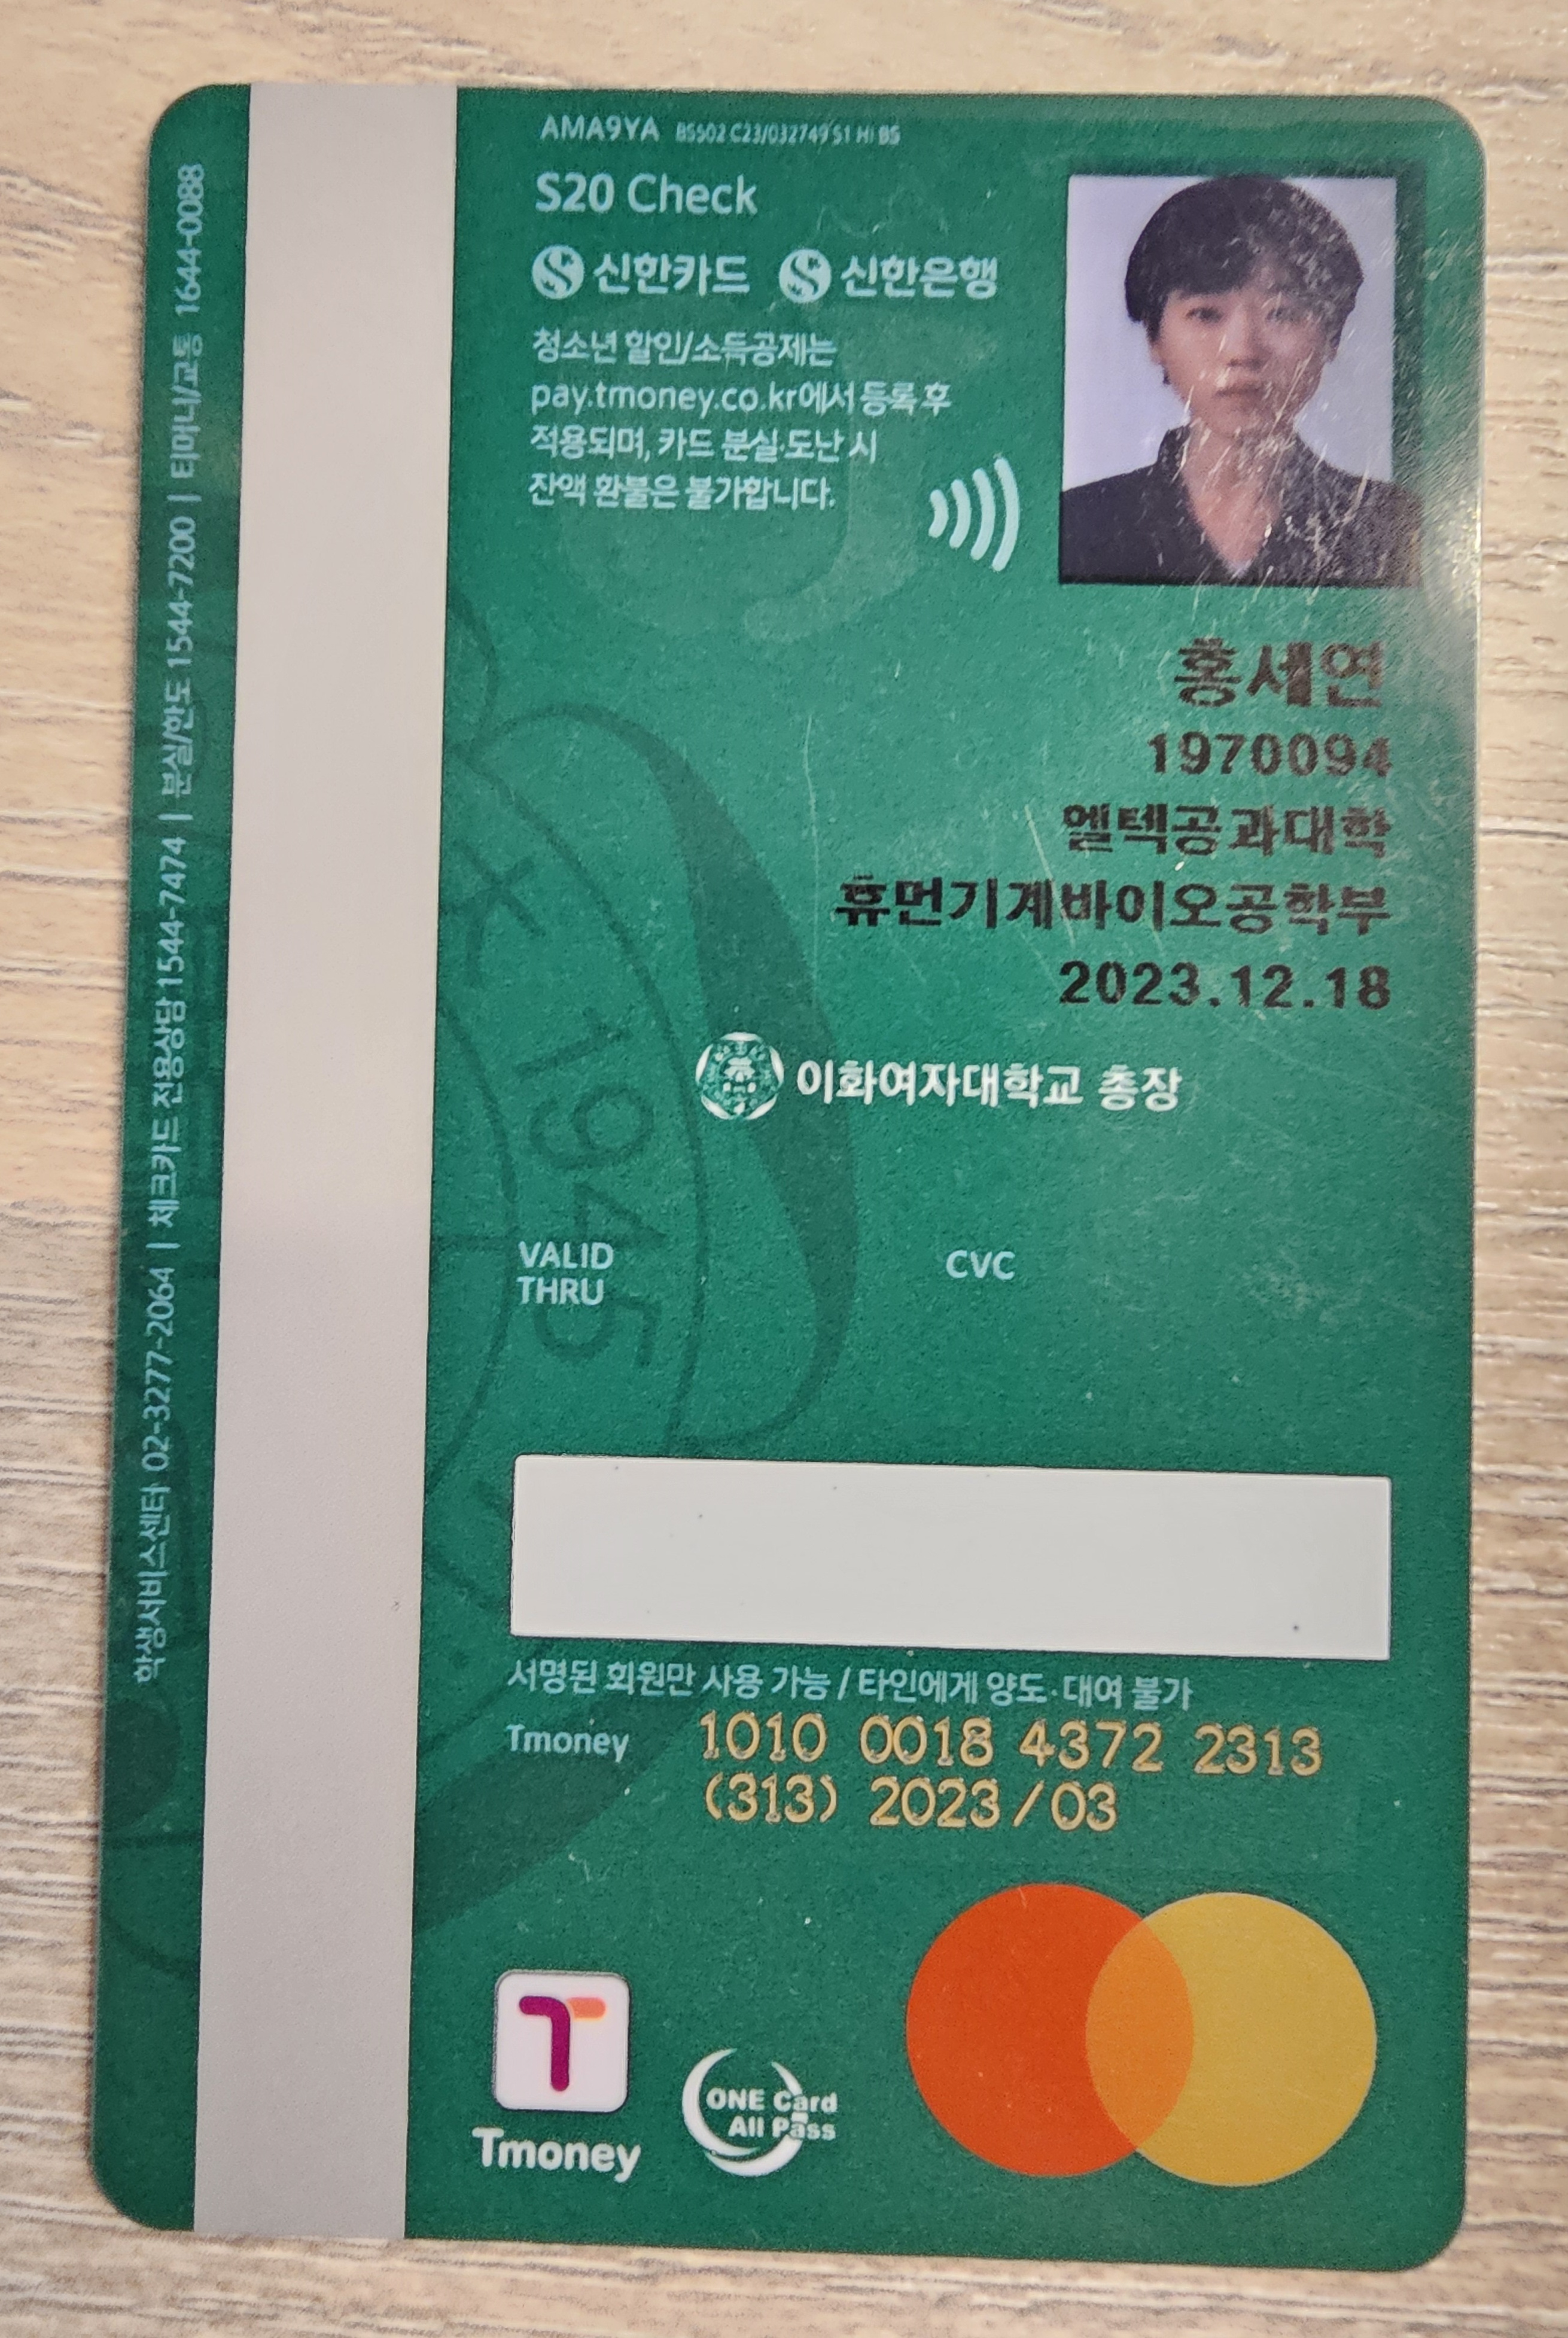 AMA9YA BS502 C23/032749 S1 Hi BS
S20 Check
신한카드 신한은행
청소년 할인/소득공제는
pay.tmoney.co.kr에서 등록 후
적용되며, 카드 분실·도난 시
잔액 환불은 불가합니다.
홍세연
1970094
엘텍공과대학
휴먼기계바이오공학부
2023.12.18
이화여자대학교 총장
1945
VALID
THRU
CVC
서명된 회원만 사용 가능 / 타인에게 양도·대여 불가
Tmoney 1010 0018 4372 2313
(313) 2023/03
Tmoney
ONE Card
All Pass
학생서비스센터 02-3277-2064 | 체크카드 전용상담 1544-7474 | 분실/한도 1544-7200 | 티머니/교통 1644-0088